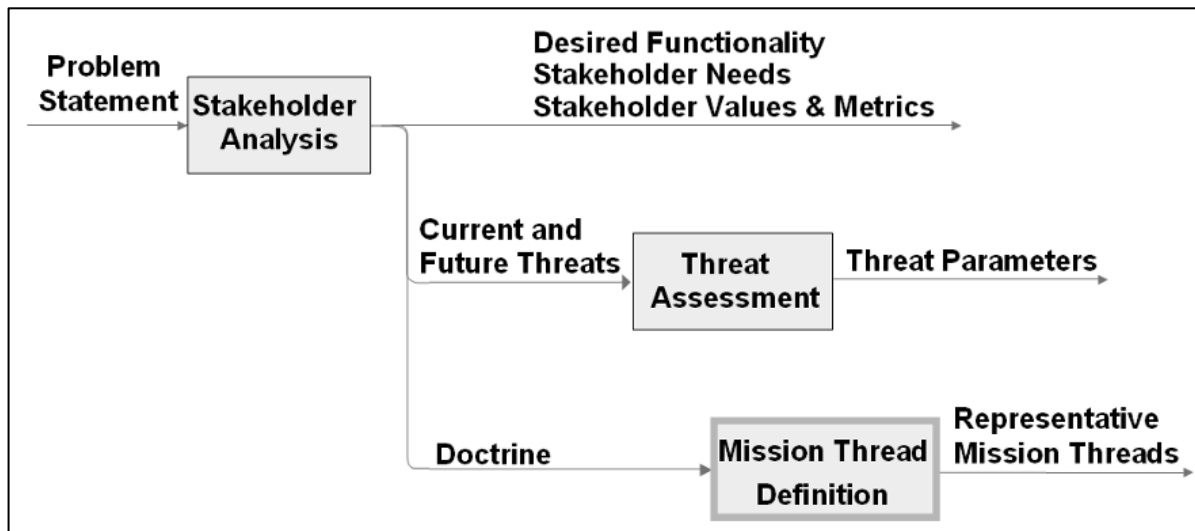 Problem
Statement
Stakeholder
Analysis
Desired Functionality
Stakeholder Needs
Stakeholder Values & Metrics
Current and
Future Threats
Threat
Assessment
Threat Parameters
Doctrine
Mission Thread
Definition
Representative
Mission Threads